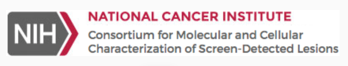 NIH
NATIONAL CANCER INSTITUTE
Consortium for Molecular and Cellular
Characterization of Screen-Detected Lesions